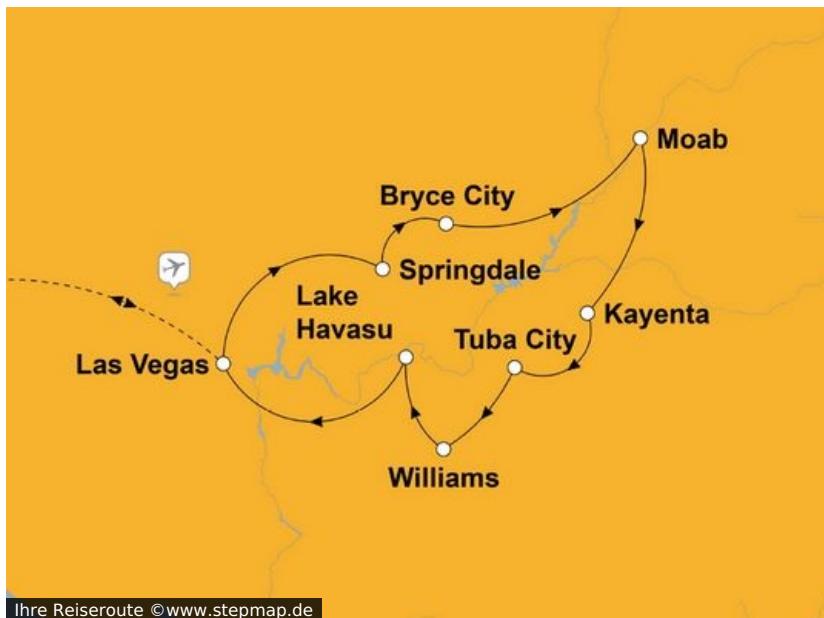 Moab
Bryce City
Springdale
Lake
Havasu
Kayenta
Tuba City
Las Vegas
Williams
Ihre Reiseroute ©www.stepmap.de